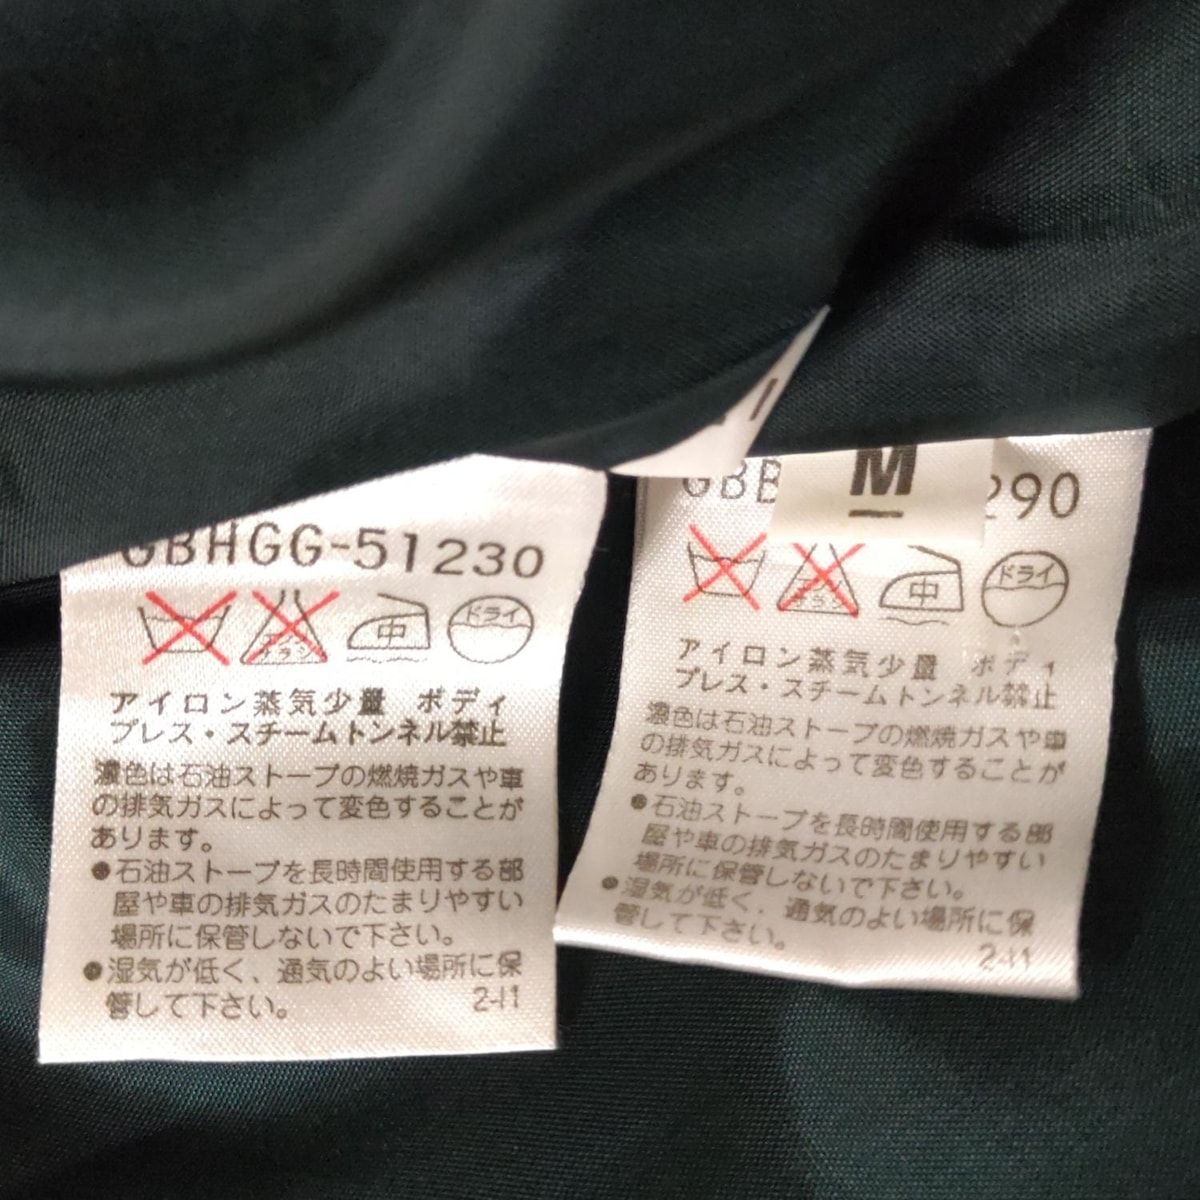 GBHGG-51230
エンソ
中
ドライ
アイロン蒸気少量 ボディ
プレス・スチームトンネル禁止
濃色は石油ストーブの燃焼ガスや車
の排気ガスによって変色することが
あります。
●石油ストーブを長時間使用する部
屋や車の排気ガスのたまりやすい
場所に保管しないで下さい。
●湿気が低く、通気のよい場所に保
管して下さい。
2-11
M
290
中
ドライ
アイロン蒸気少量 ボディ
プレス・スチームトンネル禁止
濃色は石油ストーブの燃焼ガスや車
の排気ガスによって変色することが
あります。
●石油ストーブを長時間使用する部
屋や車の排気ガスのたまりやすい
場所に保管しないで下さい。
●湿気が低く、通気のよい場所に保
管して下さい。
2-11